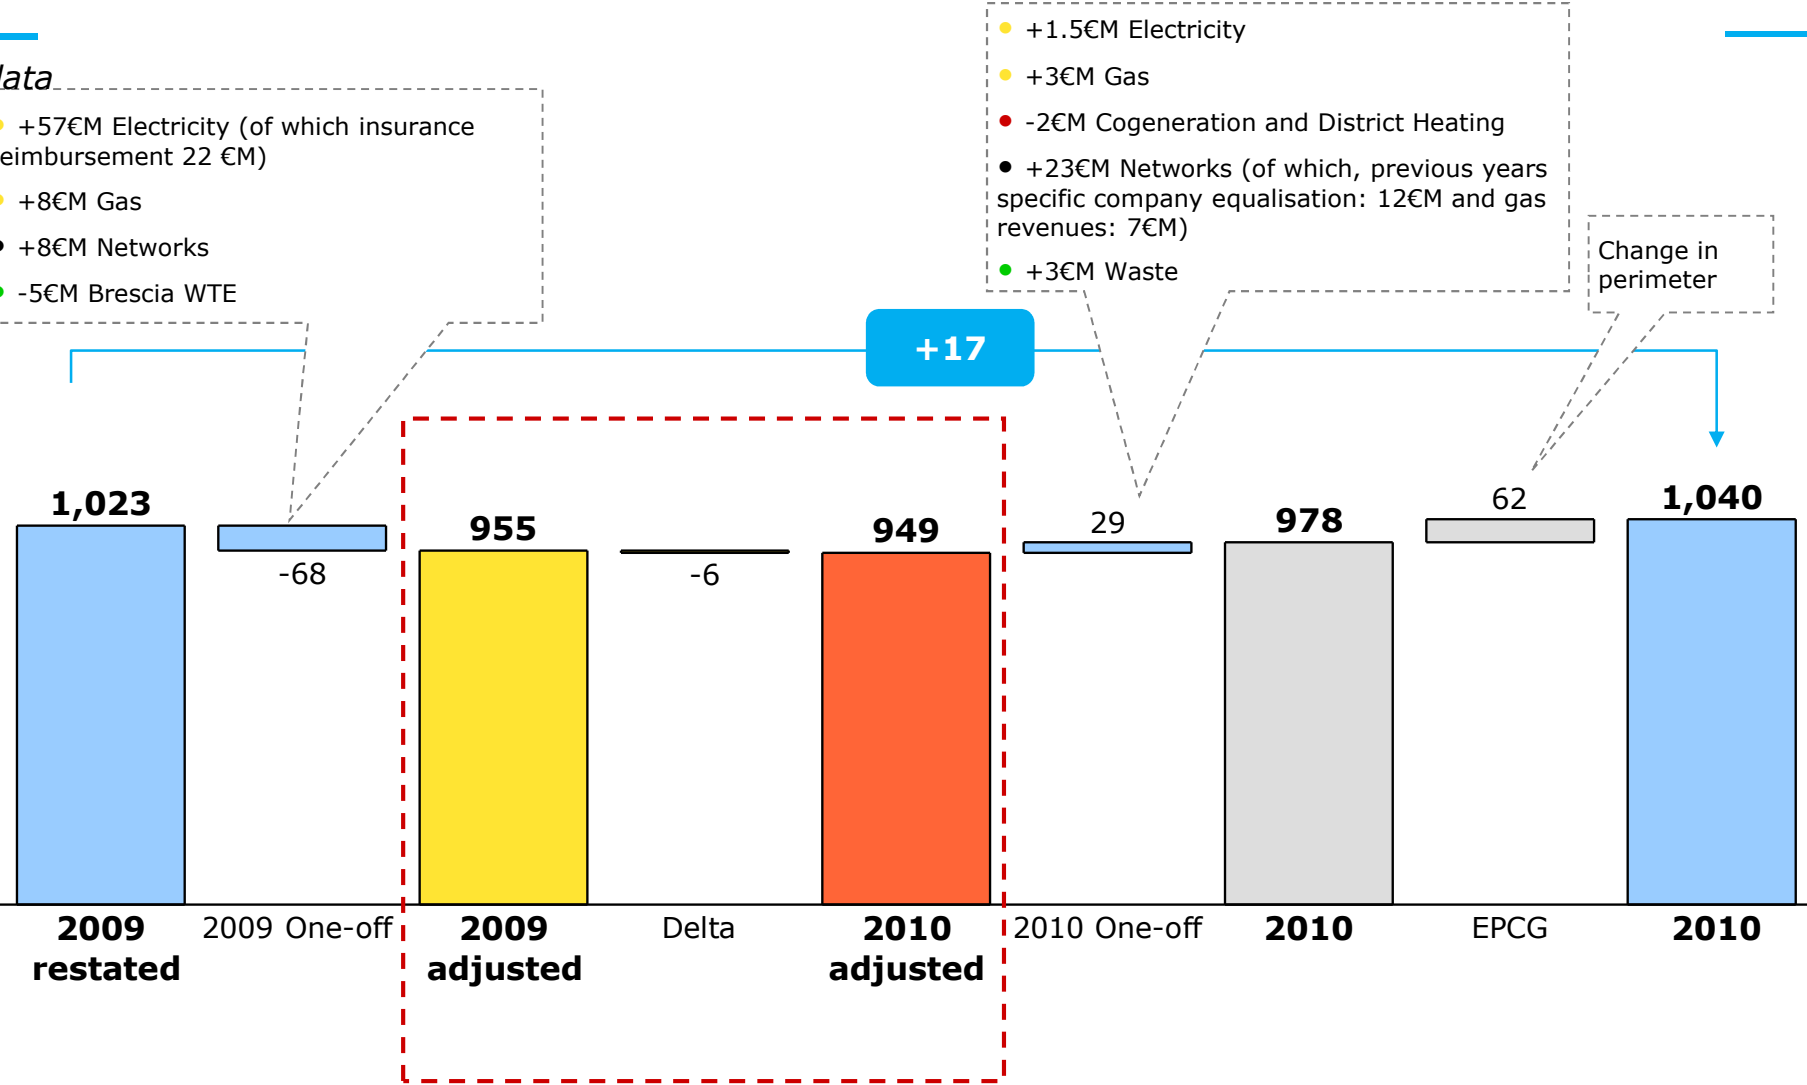 data
+57€M Electricity (of which insurance
eimbursement 22 €M)
+8€M Gas
+8€M Networks
-5€M Brescia WTE
• +1.5€M Electricity
• +3€M Gas
• -2€M Cogeneration and District Heating
• +23€M Networks (of which, previous years
specific company equalisation: 12€M and gas
revenues: 7€M)
• +3€M Waste
Change in
perimeter
+17
1,023
-68
955
-6
949
29
978
62
1,040
2009
restated
2009 One-off
2009
adjusted
Delta
2010
adjusted
2010 One-off
2010
EPCG
2010